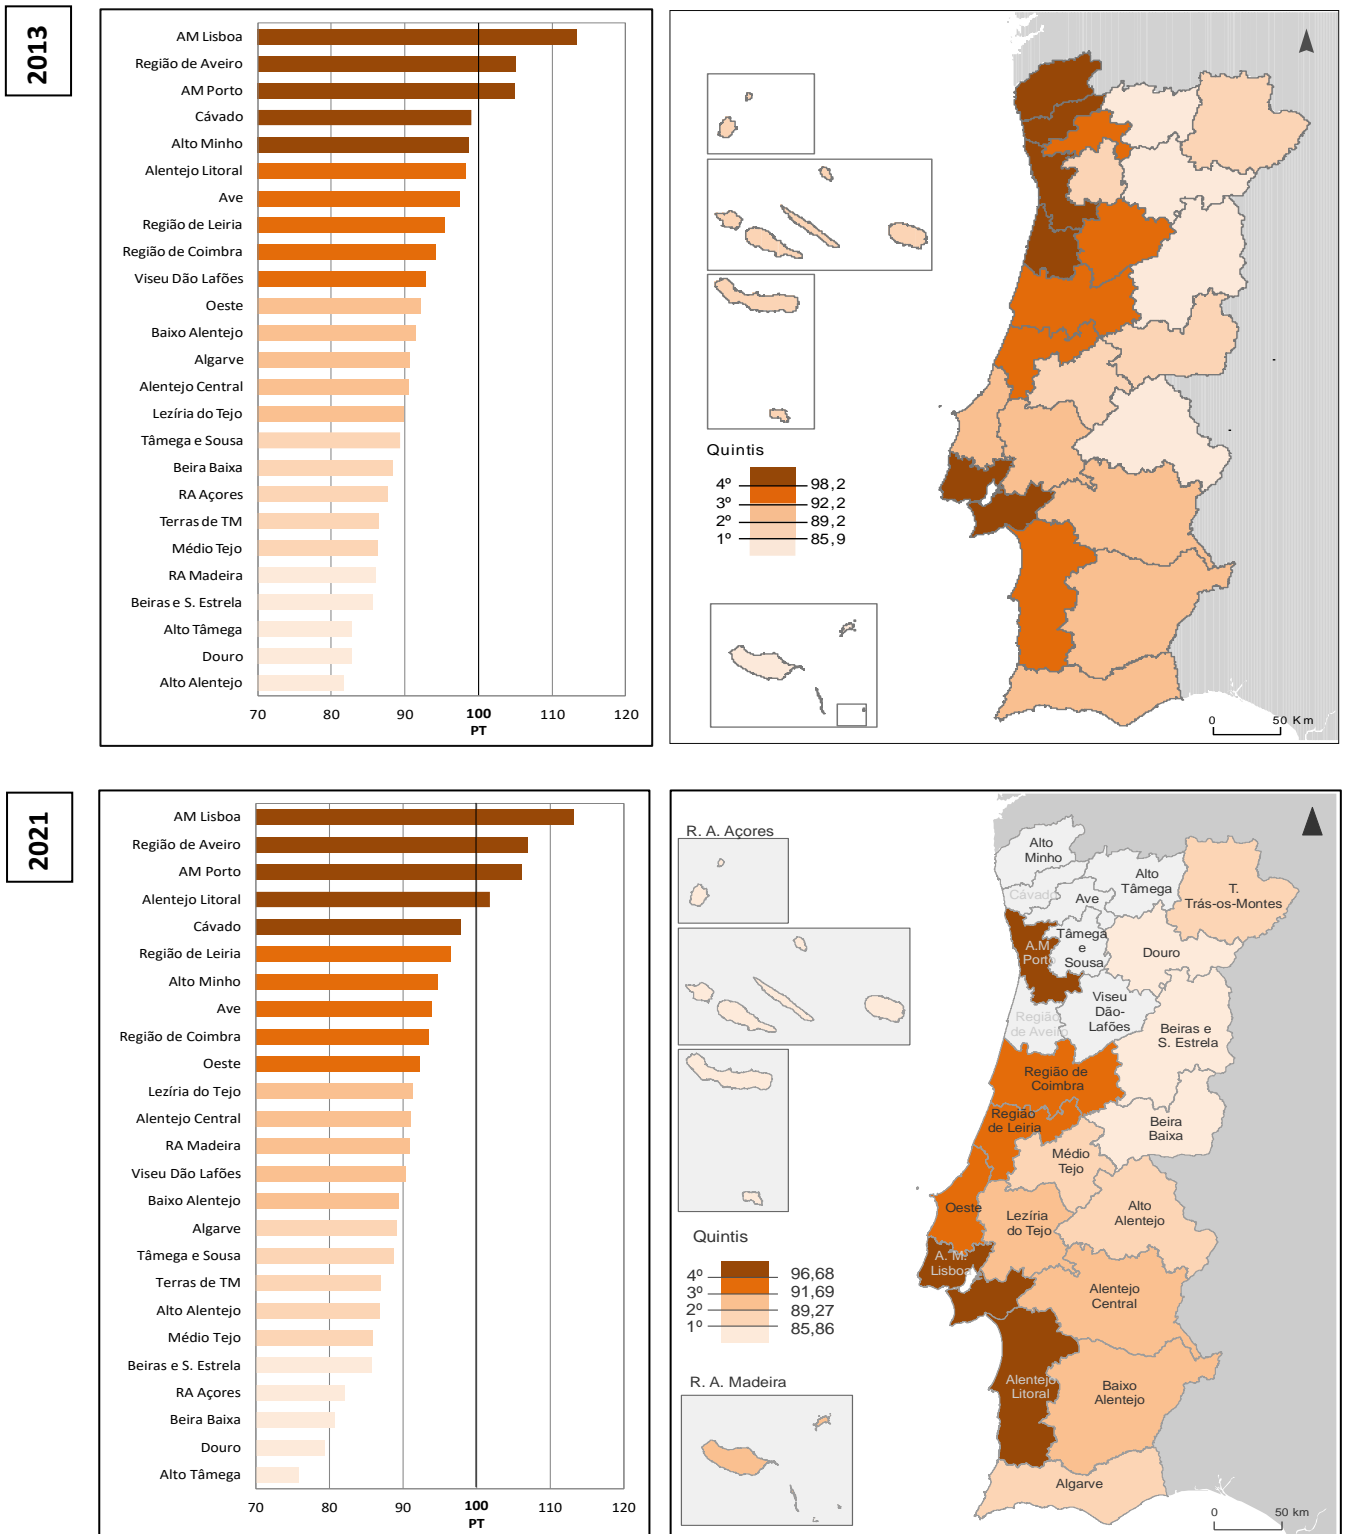 2013
AM Lisboa
Região de Aveiro
AM Porto
Cávado
Alto Minho
Alentejo Litoral
Ave
Região de Leiria
Região de Coimbra
Viseu Dão Lafões
Oeste
Baixo Alentejo
Algarve
Alentejo Central
Lezíria do Tejo
Tâmega e Sousa
Beira Baixa
RA Açores
Terras de TM
Médio Tejo
RA Madeira
Beiras e S. Estrela
Alto Tâmega
Douro
Alto Alentejo
70 80 90 100 110 120
PT
Quintis
4º 98,2
3º 92,2
2º 89,2
1º 85,9
0 50 Km
2021
AM Lisboa
Região de Aveiro
AM Porto
Alentejo Litoral
Cávado
Região de Leiria
Alto Minho
Ave
Região de Coimbra
Oeste
Lezíria do Tejo
Alentejo Central
RA Madeira
Viseu Dão Lafões
Baixo Alentejo
Algarve
Tâmega e Sousa
Terras de TM
Alto Alentejo
Médio Tejo
Beiras e S. Estrela
RA Açores
Beira Baixa
Douro
Alto Tâmega
70 80 90 100 110 120
PT
R. A. Açores
Quintis
4º 96,68
3º 91,69
2º 89,27
1º 85,86
R. A. Madeira
Alto
Minho
Cávado
Ave
Alto
Tâmega
T.
Trás-os-Montes
A.M.
Porto
Tâmega
e
Sousa
Douro
Região
de Aveiro
Viseu
Dão-
Lafões
Beiras e
S. Estrela
Região de
Coimbra
Região
de Leiria
Beira
Baixa
Médio
Tejo
Oeste
Lezíria
do Tejo
Alto
Alentejo
A. M.
Lisboa
Alentejo
Central
Alentejo
Litoral
Baixo
Alentejo
Algarve
0 50 km